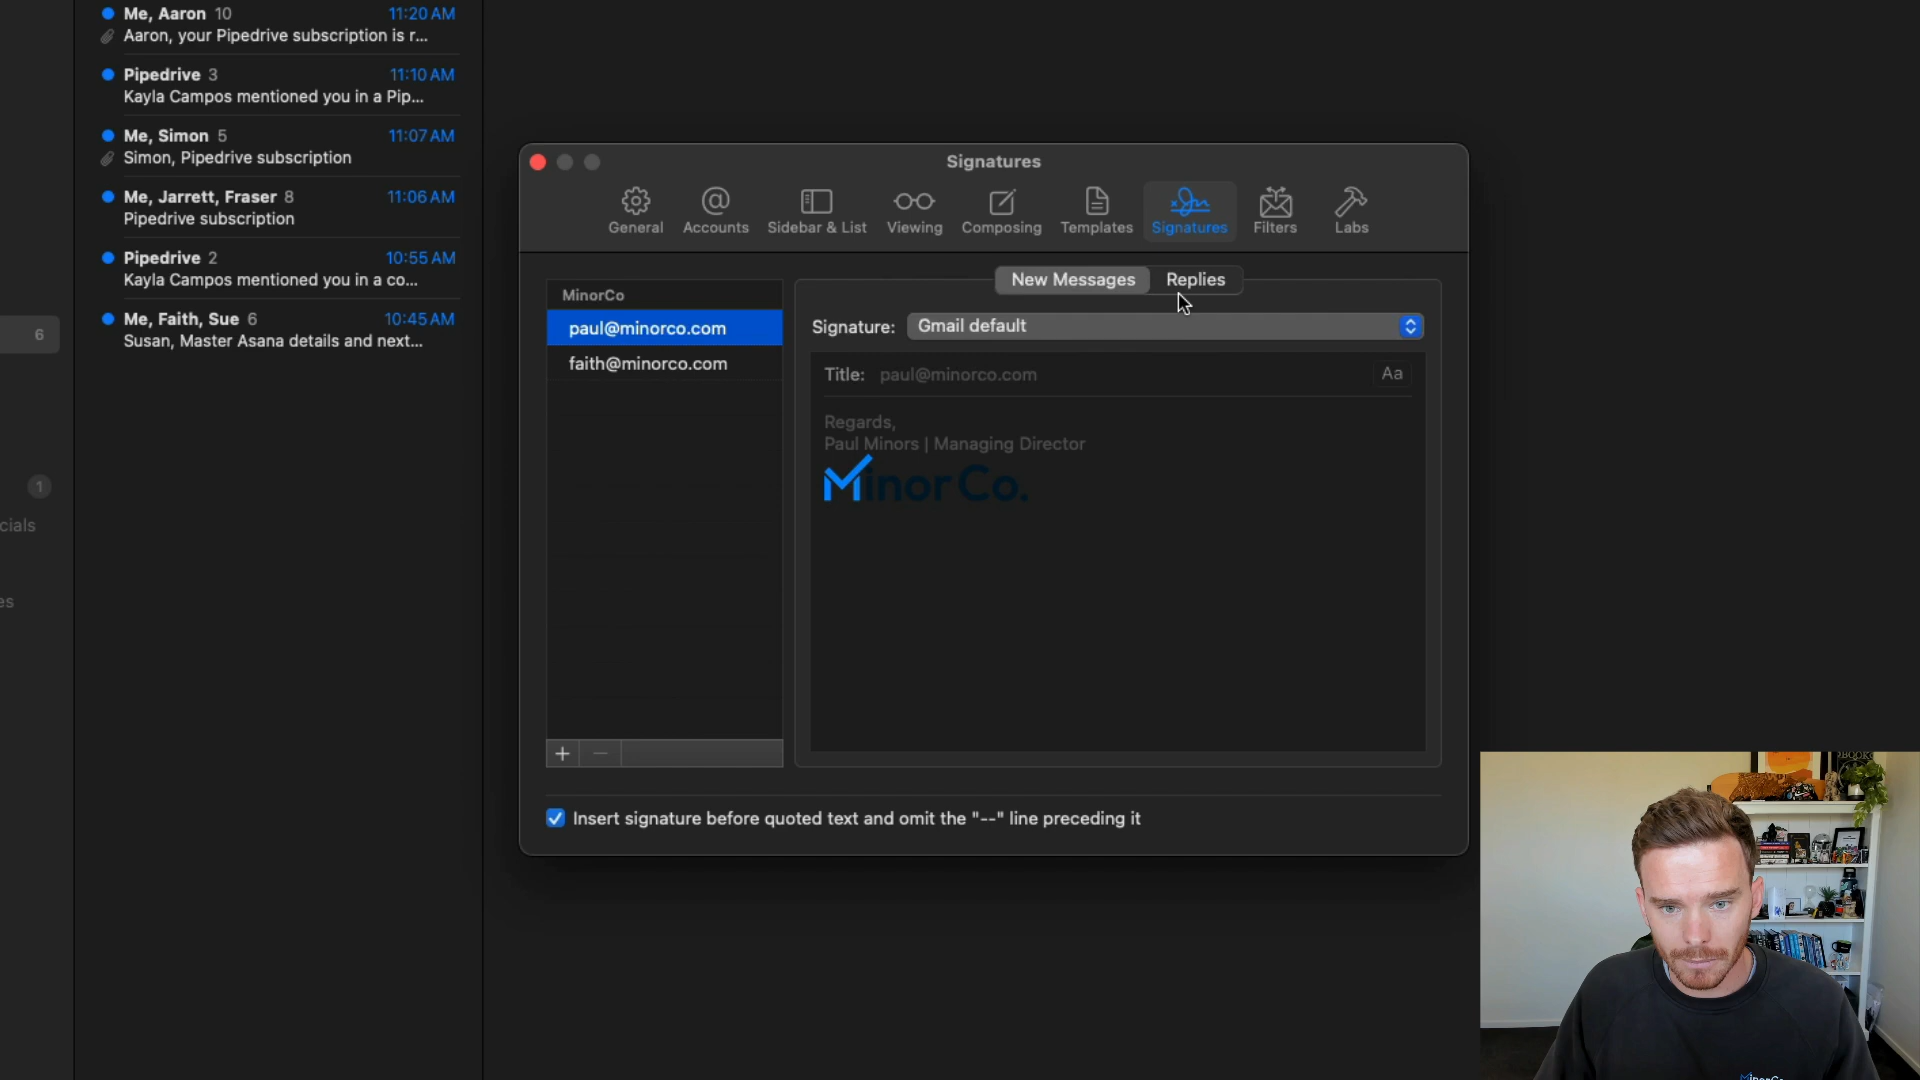 Me, Aaron 10 11:20 AM
Aaron, your Pipedrive subscription is r...
Pipedrive 3 11:10 AM
Kayla Campos mentioned you in a Pip...
Me, Simon 5 11:07 AM
Simon, Pipedrive subscription
Me, Jarrett, Fraser 8 11:06 AM
Pipedrive subscription
Pipedrive 2 10:55 AM
Kayla Campos mentioned you in a co...
Me, Faith, Sue 6 10:45 AM
Susan, Master Asana details and next...
6
1
cials
es
Signatures
General Accounts Sidebar & List Viewing Composing Templates Signatures Filters Labs
MinorCo
paul@minorco.com
faith@minorco.com
New Messages Replies
Signature: Gmail default
Title: paul@minorco.com Aa
Regards,
Paul Minors | Managing Director
MinorCo.
Insert signature before quoted text and omit the "--" line preceding it